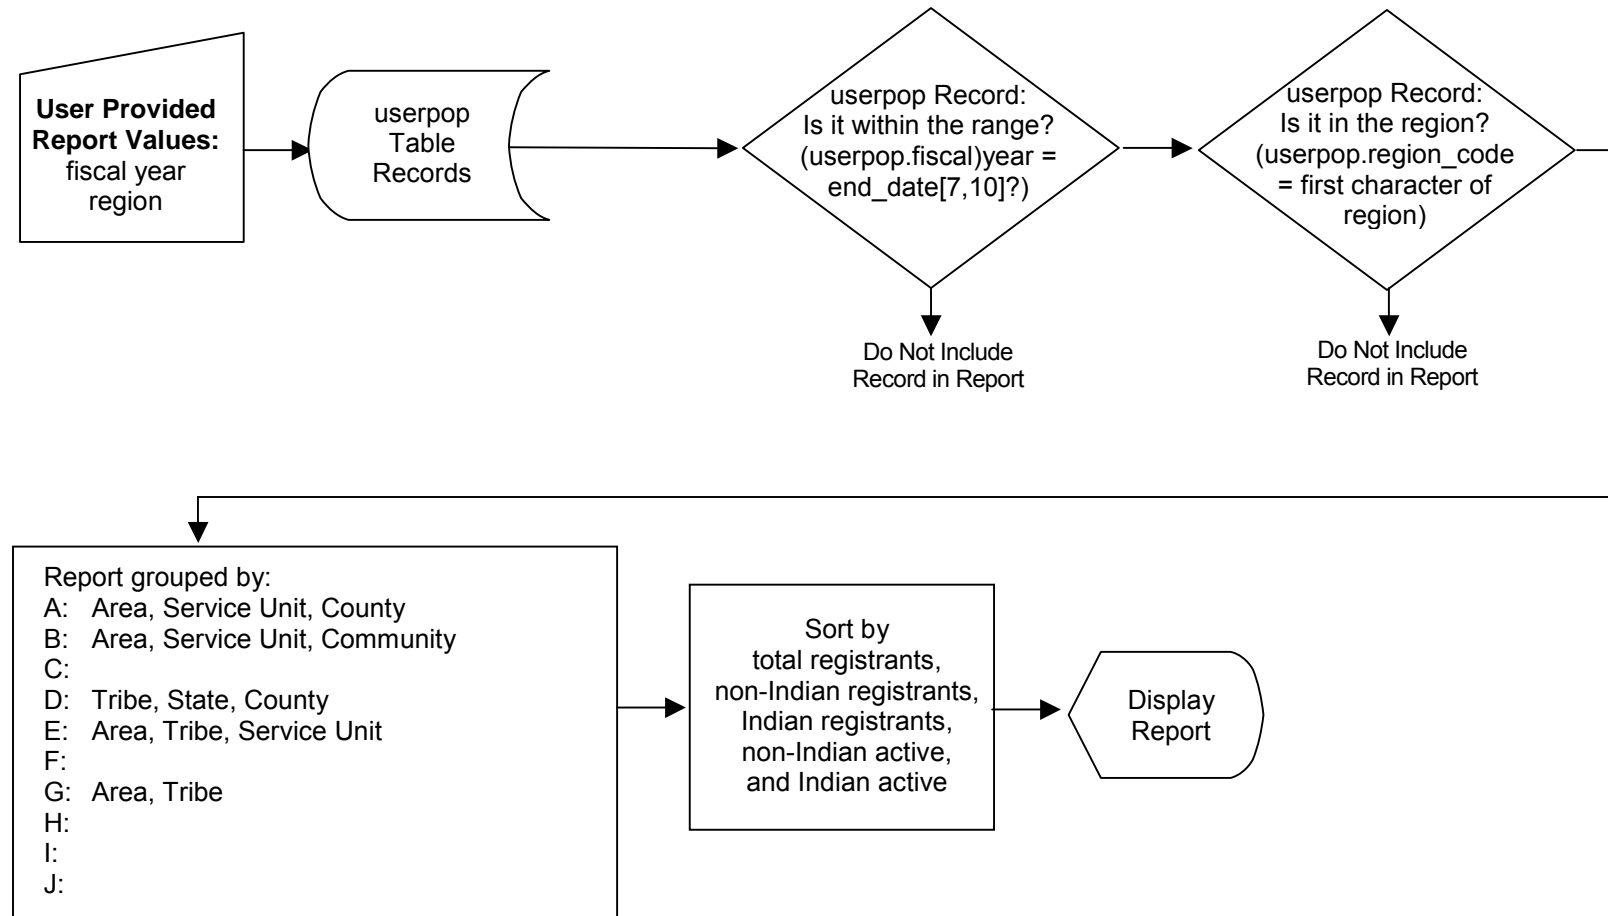 User Provided
Report Values:
fiscal year
region
userpop
Table
Records
userpop Record:
Is it within the range?
(userpop.fiscal)year =
end_date[7,10]?)
userpop Record:
Is it in the region?
(userpop.region_code
= first character of
region)
Do Not Include
Record in Report
Do Not Include
Record in Report
Report grouped by:
A: Area, Service Unit, County
B: Area, Service Unit, Community
C:
D: Tribe, State, County
E: Area, Tribe, Service Unit
F:
G: Area, Tribe
H:
I:
J:
Sort by
total registrants,
non-Indian registrants,
Indian registrants,
non-Indian active,
and Indian active
Display
Report